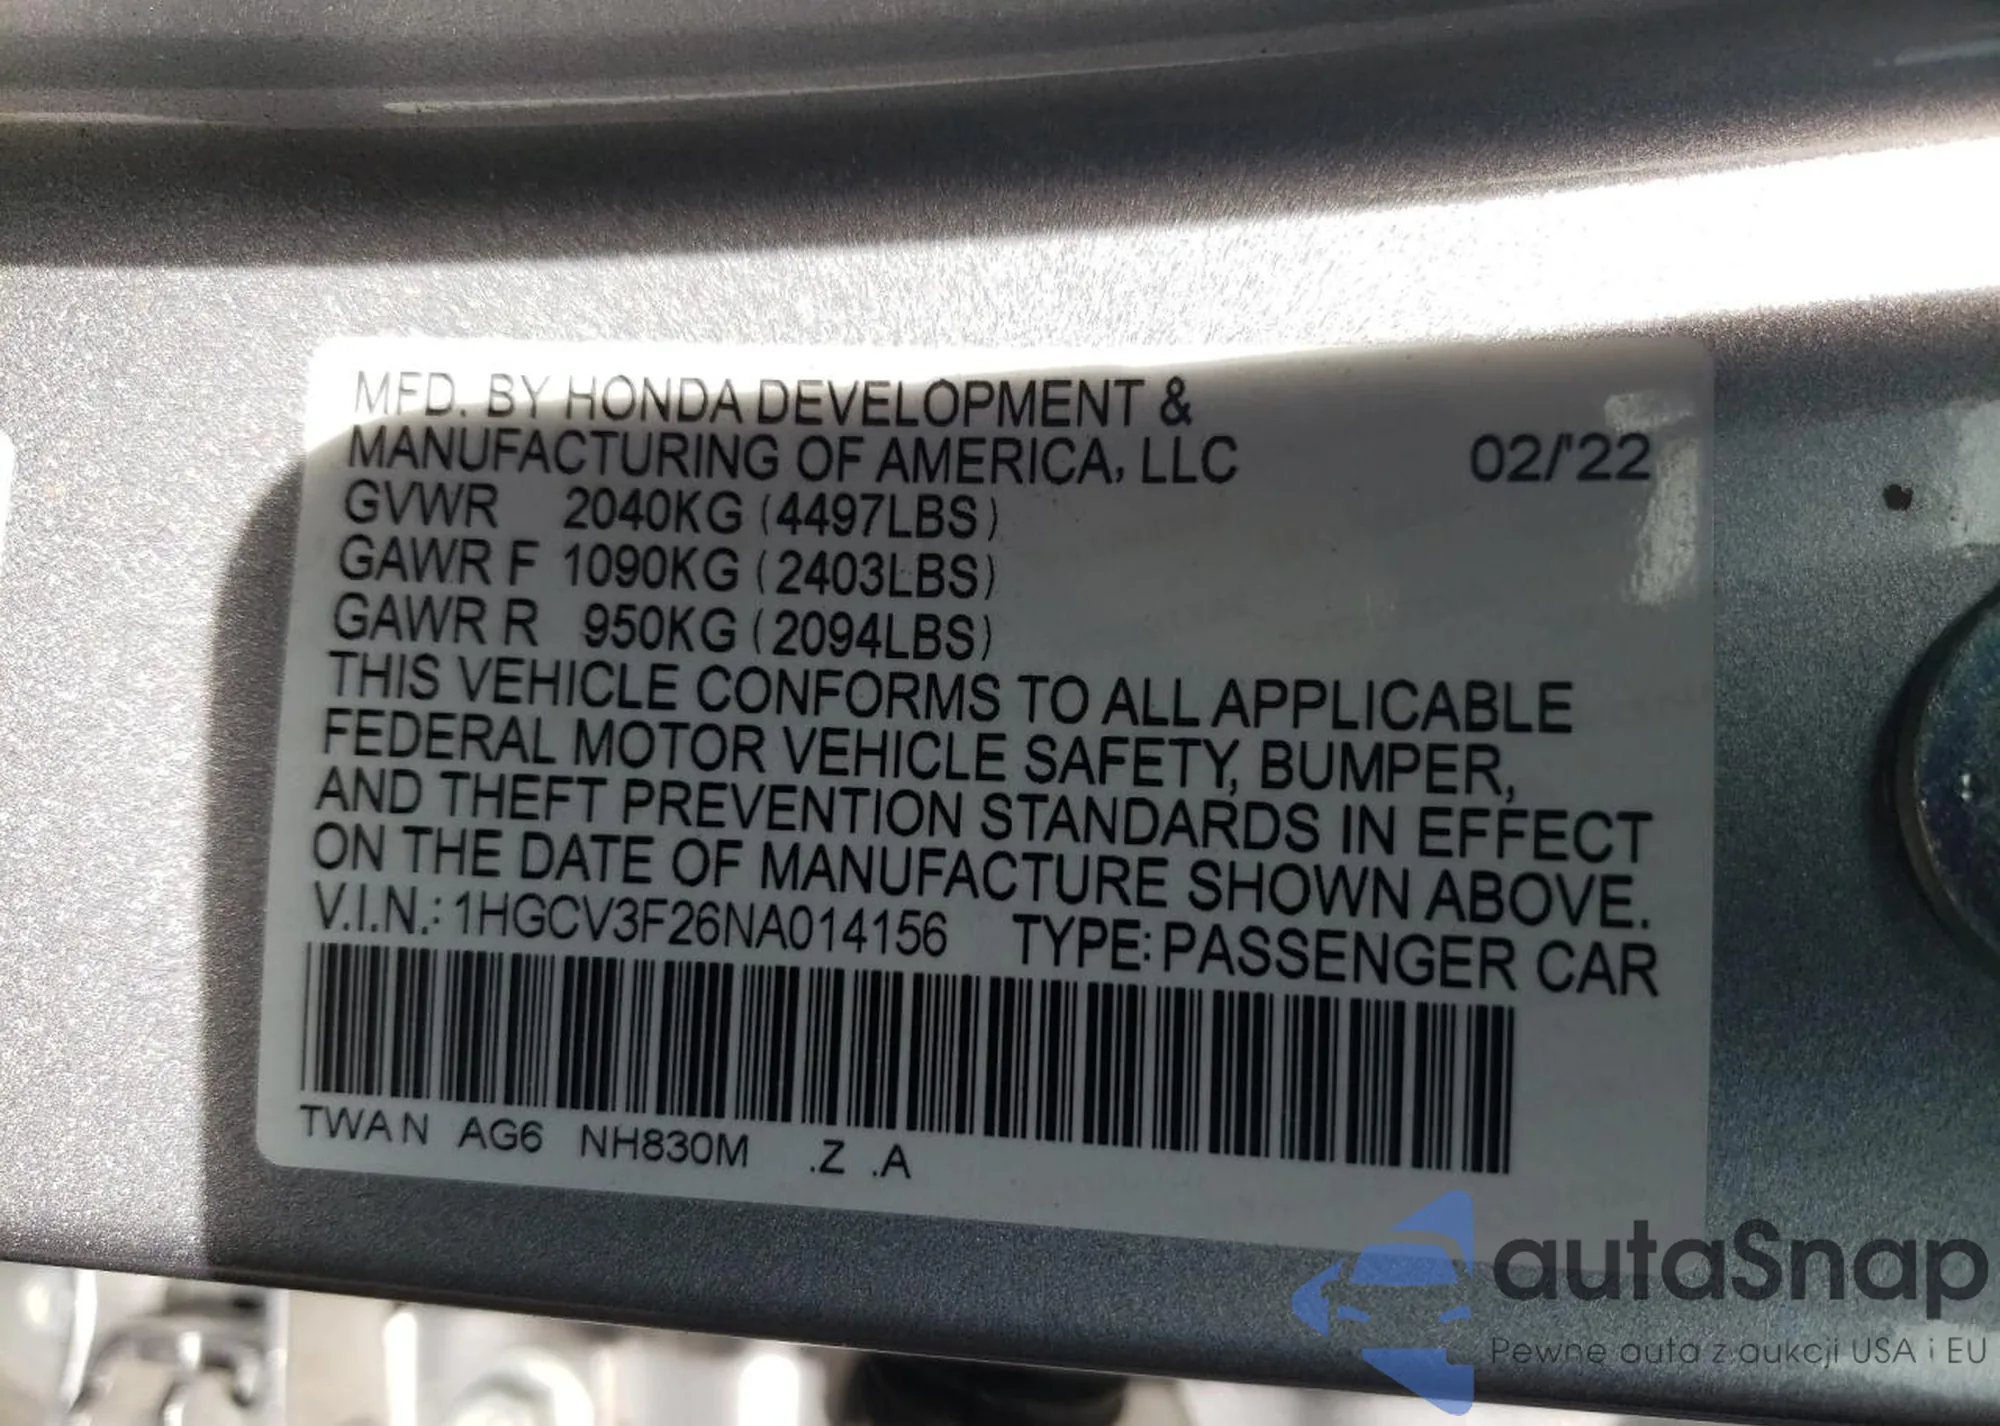 MFD. BY HONDA DEVELOPMENT &
MANUFACTURING OF AMERICA, LLC 02/'22
GVWR 2040KG (4497LBS)
GAWR F 1090KG (2403LBS)
GAWR R 950KG (2094LBS)
THIS VEHICLE CONFORMS TO ALL APPLICABLE
FEDERAL MOTOR VEHICLE SAFETY, BUMPER,
AND THEFT PREVENTION STANDARDS IN EFFECT
ON THE DATE OF MANUFACTURE SHOWN ABOVE.
V.I.N.: 1HGCV3F26NA014156 TYPE: PASSENGER CAR
TWAN AG6 NH830M .Z .A
autaSnap
Pewne auta z aukcji USA i EU